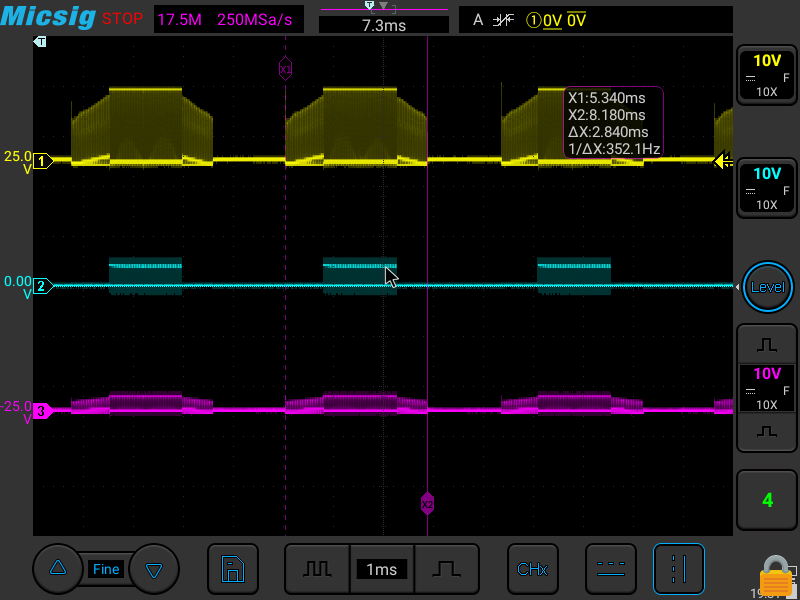 Micsig STOP 17.5M 250MSa/s 7.3ms A 1 0V 0V
T
X1
10V
F
10X
X1:5.340ms
X2:8.180ms
ΔX:2.840ms
1/ΔX:352.1Hz
25.0
V
1
10V
F
10X
0.00
V
2
Level
10V
F
10X
-25.0
V
3
X2
4
Fine
1ms
CHx